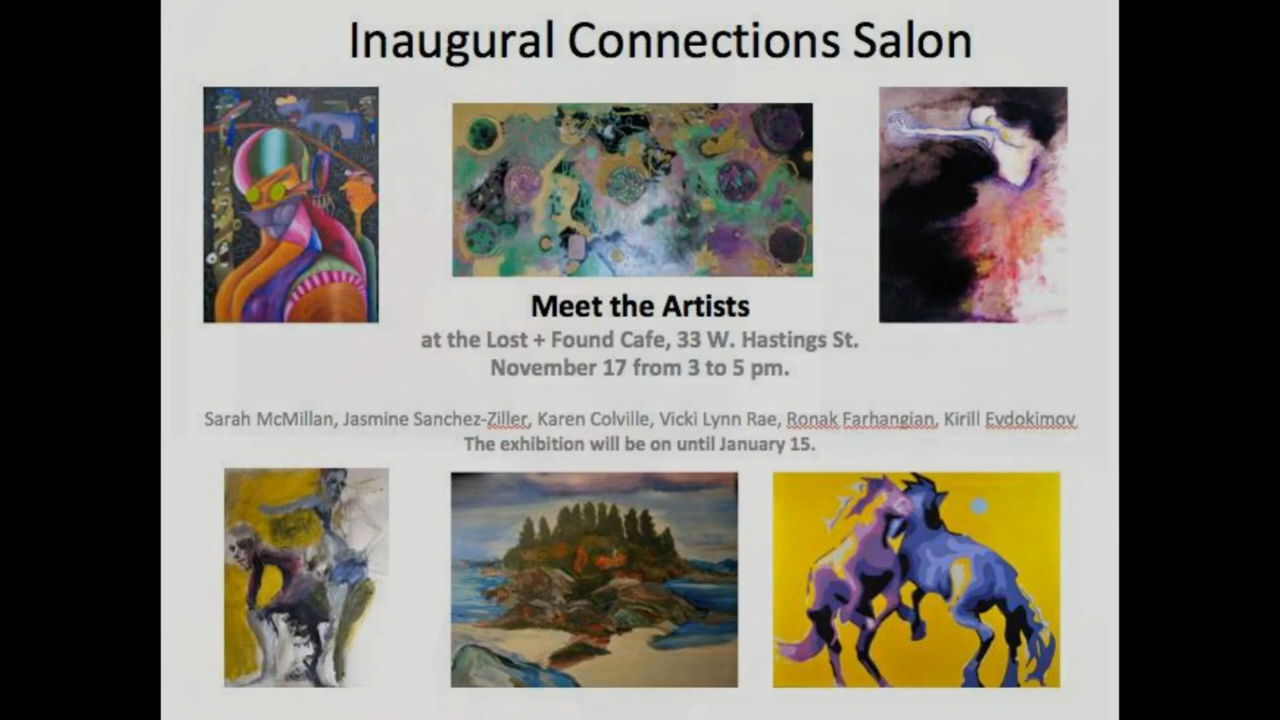 Inaugural Connections Salon
Meet the Artists
at the Lost + Found Cafe, 33 W. Hastings St.
November 17 from 3 to 5 pm.
Sarah McMillan, Jasmine Sanchez-Ziller, Karen Colville, Vicki Lynn Rae, Ronak Farhangian, Kirill Evdokimov
The exhibition will be on until January 15.